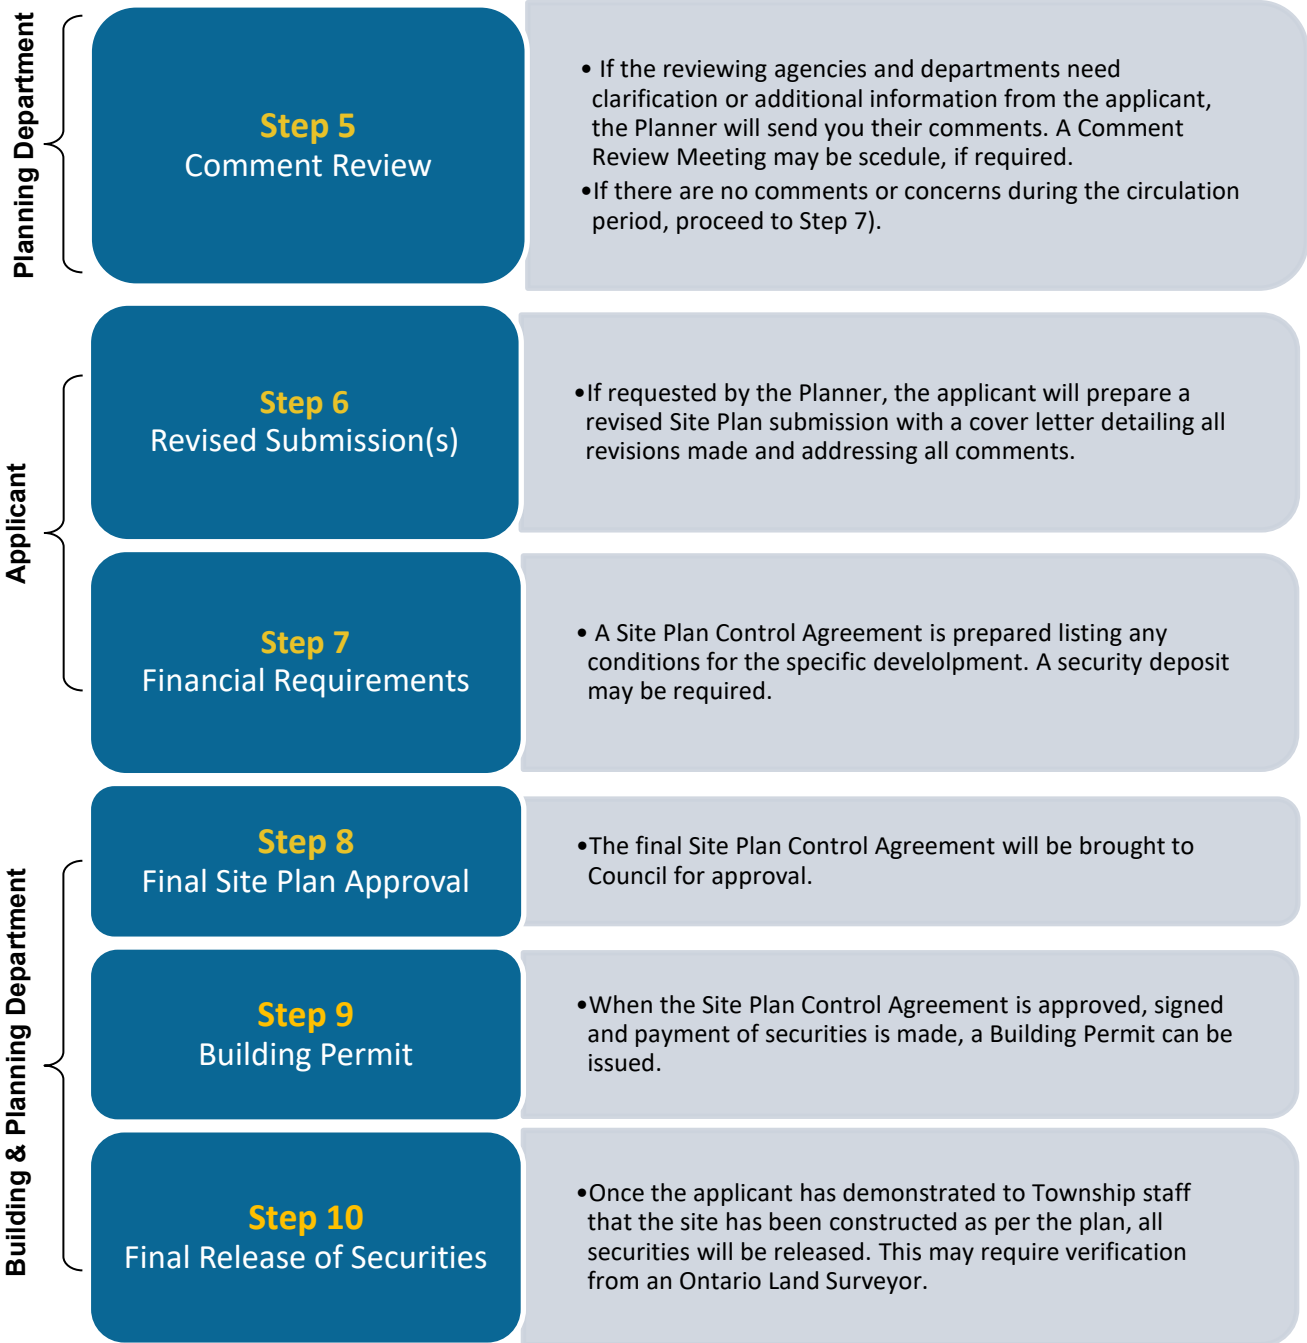 Planning Department
Step 5
Comment Review
• If the reviewing agencies and departments need
clarification or additional information from the applicant,
the Planner will send you their comments. A Comment
Review Meeting may be scedule, if required.
•If there are no comments or concerns during the circulation
period, proceed to Step 7).
Applicant
Step 6
Revised Submission(s)
•If requested by the Planner, the applicant will prepare a
revised Site Plan submission with a cover letter detailing all
revisions made and addressing all comments.
Step 7
Financial Requirements
• A Site Plan Control Agreement is prepared listing any
conditions for the specific develolpment. A security deposit
may be required.
Building & Planning Department
Step 8
Final Site Plan Approval
•The final Site Plan Control Agreement will be brought to
Council for approval.
Step 9
Building Permit
•When the Site Plan Control Agreement is approved, signed
and payment of securities is made, a Building Permit can be
issued.
Step 10
Final Release of Securities
•Once the applicant has demonstrated to Township staff
that the site has been constructed as per the plan, all
securities will be released. This may require verification
from an Ontario Land Surveyor.